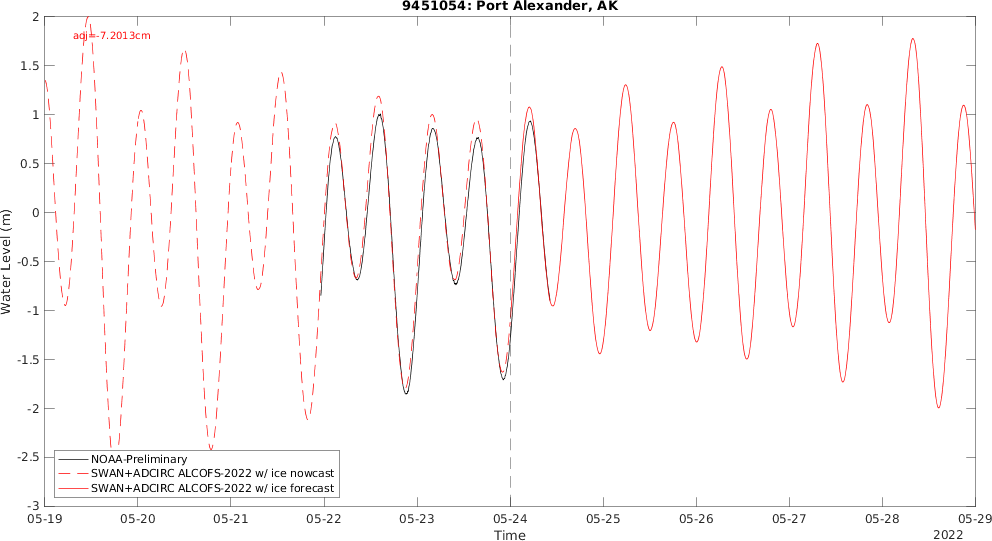 9451054: Port Alexander, AK
adj=-7.2013cm
Water Level (m)
2
1.5
1
0.5
0
-0.5
-1
-1.5
-2
-2.5
-3
NOAA-Preliminary
SWAN+ADCIRC ALCOFS-2022 w/ ice nowcast
SWAN+ADCIRC ALCOFS-2022 w/ ice forecast
05-19 05-20 05-21 05-22 05-23 05-24 05-25 05-26 05-27 05-28 05-29
Time
2022